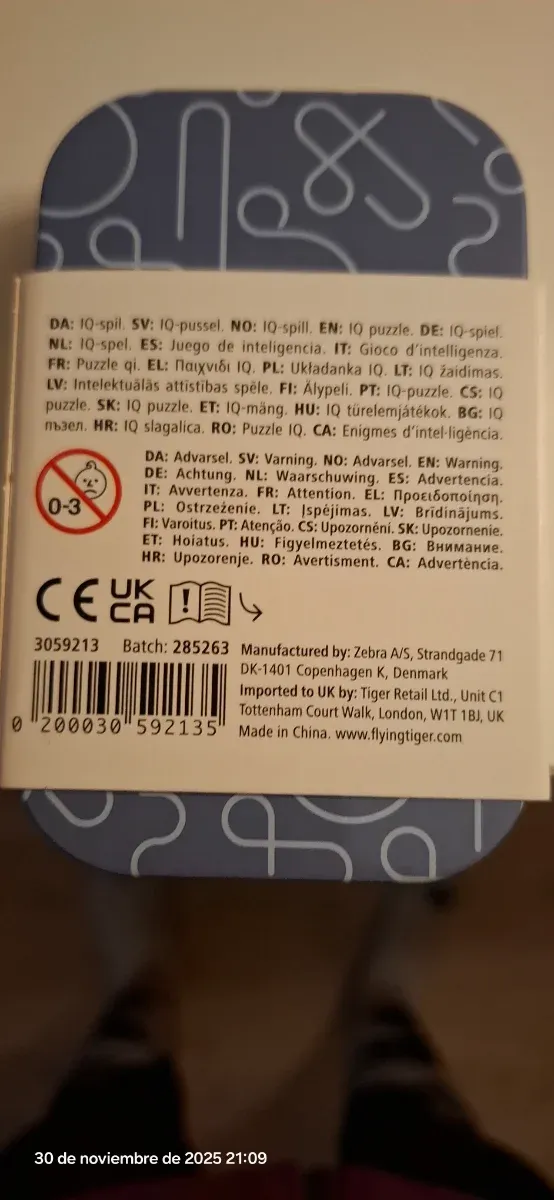 DA: IQ-spil. SV: IQ-pussel. NO: IQ-spill. EN: IQ puzzle. DE: IQ-spiel.
NL: IQ-spel. ES: Juego de inteligencia. IT: Gioco d'intelligenza.
FR: Puzzle qi. EL: Παιχνιδι IQ. PL: Układanka IQ. LT: IQ žaidimas.
LV: Intelektuālās attīstības spēle. FI: Älypeli. PT: IQ-puzzle. CS: IQ
puzzle. SK: IQ puzzle. ET: IQ-mäng. HU: IQ türelemjátékok. BG: IQ
пъзел. HR: IQ slagalica. RO: Puzzle IQ. CA: Enigmes d'intel·ligència.
0-3
DA: Advarsel. SV: Varning. NO: Advarsel. EN: Warning.
DE: Achtung. NL: Waarschuwing. ES: Advertencia.
IT: Avvertenza. FR: Attention. EL: Προειδοποίηση.
PL: Ostrzeżenie. LT: Įspėjimas. LV: Brīdinājums.
FI: Varoitus. PT: Atenção. CS: Upozornění. SK: Upozornenie.
ET: Hoiatus. HU: Figyelmeztetés. BG: Внимание.
HR: Upozorenje. RO: Avertisment. CA: Advertència.
CE UK
CA
3059213 Batch: 285263
0 200030 592135
Manufactured by: Zebra A/S, Strandgade 71
DK-1401 Copenhagen K, Denmark
Imported to UK by: Tiger Retail Ltd., Unit C1
Tottenham Court Walk, London, W1T 1BJ, UK
Made in China. www.flyingtiger.com
30 de noviembre de 2025 21:09